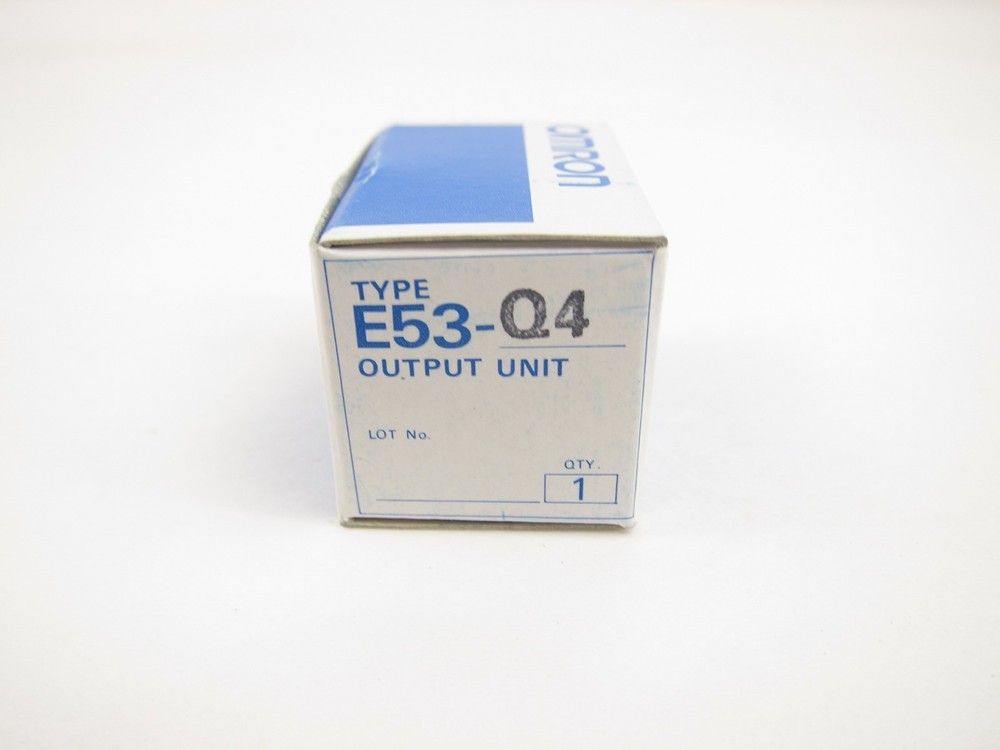 OMRON
TYPE
E53-Q4
OUTPUT UNIT
LOT No.
QTY.
1